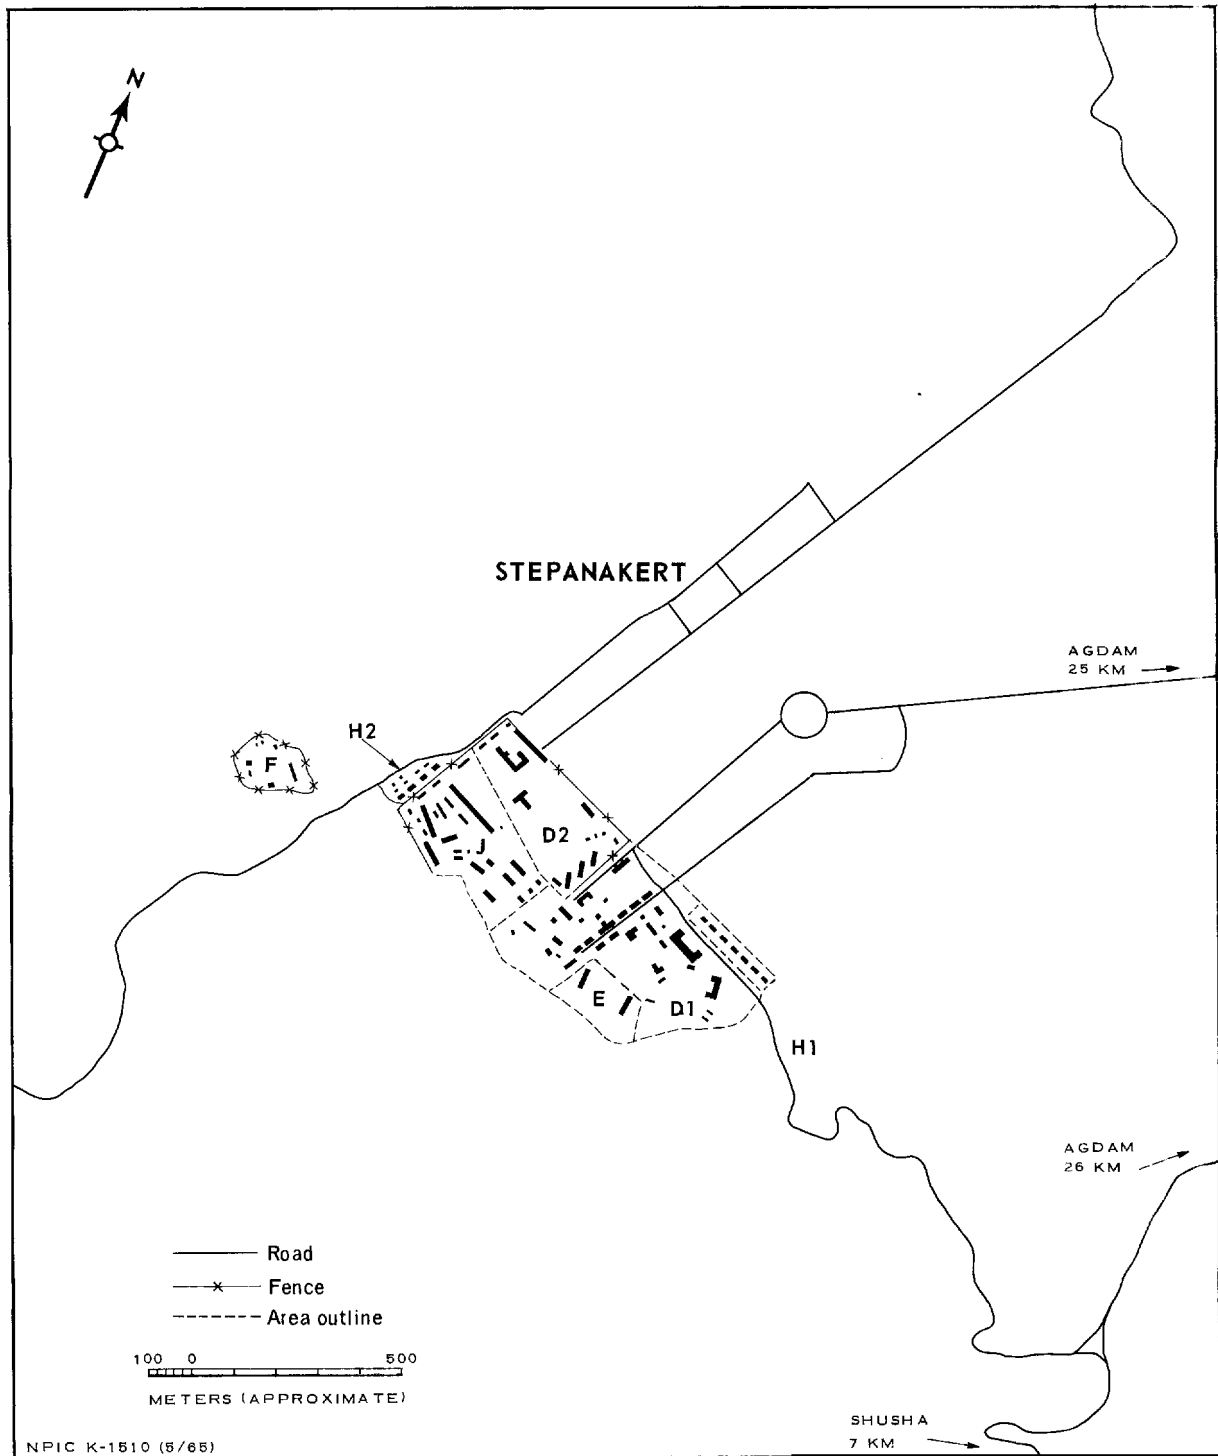 N
STEPANAKERT
AGDAM
25 KM
H2
F
J
D2
E
D1
H1
AGDAM
26 KM
Road
Fence
Area outline
100 0 500
METERS (APPROXIMATE)
SHUSHA
7 KM
NPIC K-1510 (5/65)